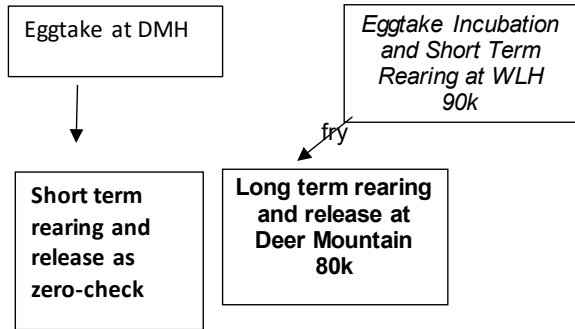 Eggtake at DMH
Eggtake Incubation
and Short Term
Rearing at WLH
90k
fry
Short term
rearing and
release as
zero-check
Long term rearing
and release at
Deer Mountain
80k